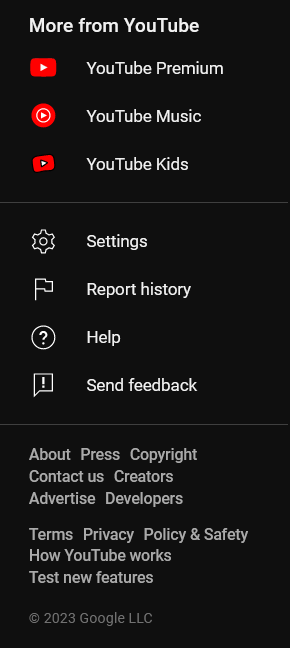 More from YouTube
YouTube Premium
YouTube Music
YouTube Kids
Settings
Report history
Help
Send feedback
About Press Copyright
Contact us Creators
Advertise Developers
Terms Privacy Policy & Safety
How YouTube works
Test new features
© 2023 Google LLC